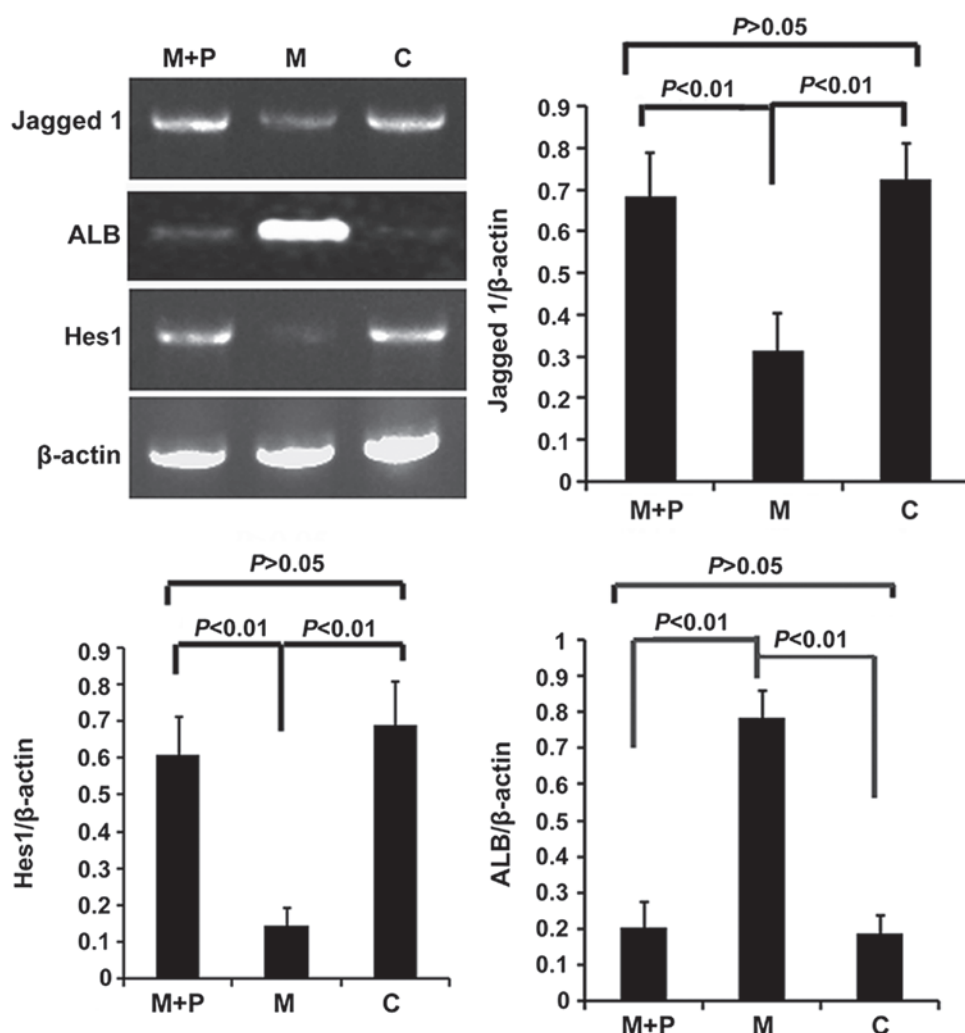 M+P M C
Jagged 1
ALB
Hes1
β-actin
P>0.05
P<0.01 P<0.01
0.9
0.8
0.7
0.6
0.5
0.4
0.3
0.2
0.1
0
Jagged 1/β-actin
M+P M C
P>0.05
P<0.01 P<0.01
0.9
0.8
0.7
0.6
0.5
0.4
0.3
0.2
0.1
0
Hes1/β-actin
M+P M C
P>0.05
P<0.01 P<0.01
1
0.9
0.8
0.7
0.6
0.5
0.4
0.3
0.2
0.1
0
ALB/β-actin
M+P M C